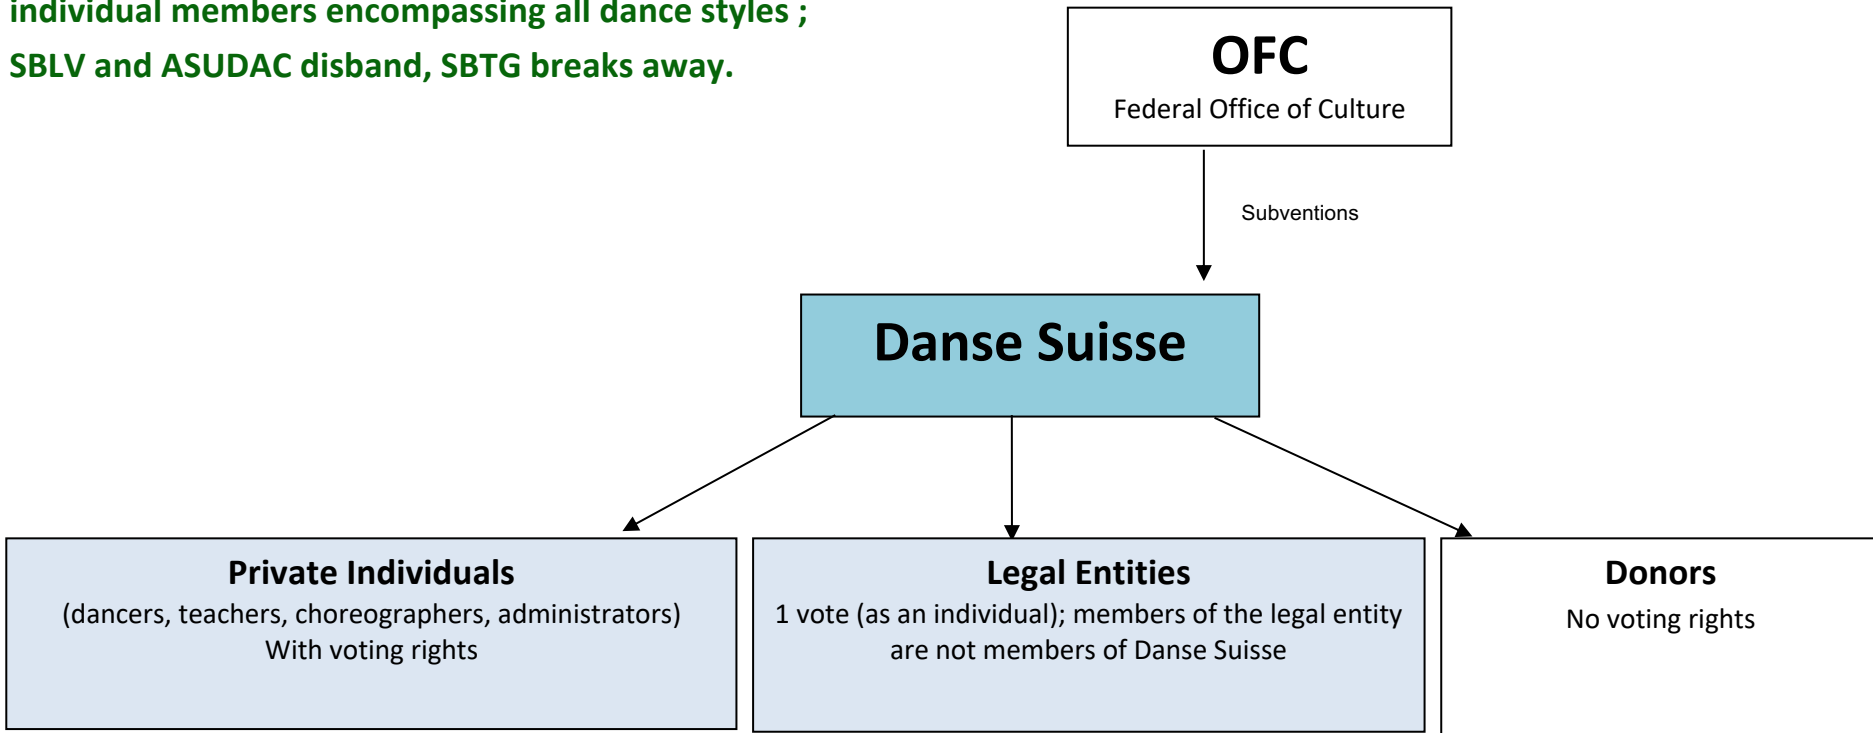 individual members encompassing all dance styles ;
SBLV and ASUDAC disband, SBTG breaks away.
OFC
Federal Office of Culture
Subventions
Danse Suisse
Private Individuals
(dancers, teachers, choreographers, administrators)
With voting rights
Legal Entities
1 vote (as an individual); members of the legal entity
are not members of Danse Suisse
Donors
No voting rights